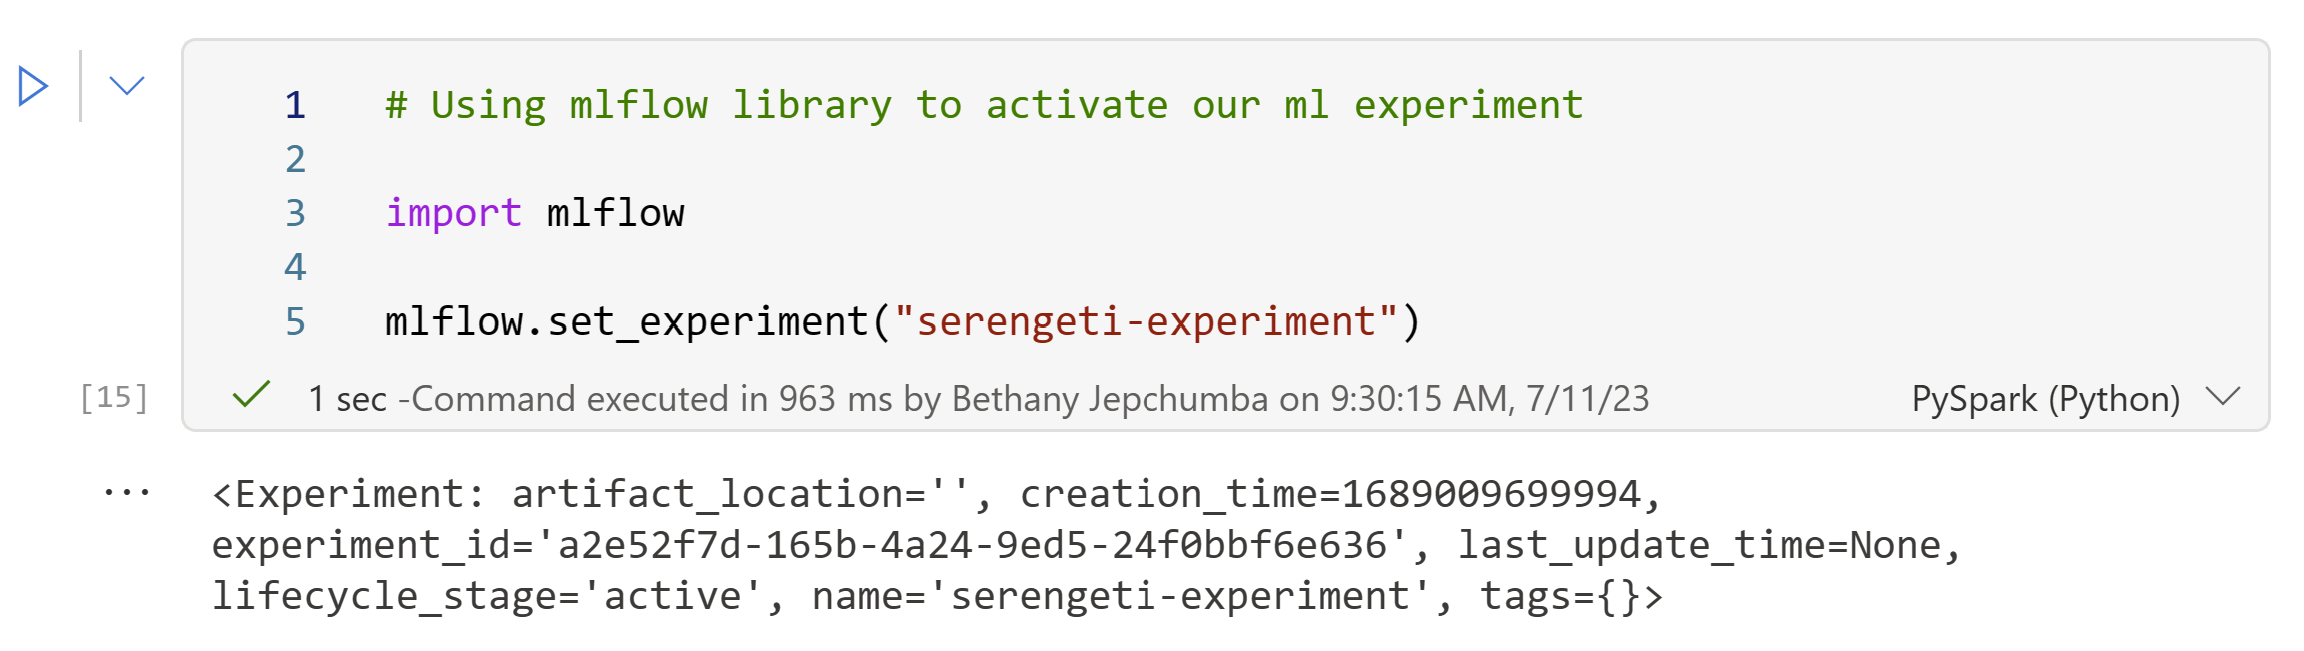 1 # Using mlflow library to activate our ml experiment
2
3 import mlflow
4
5 mlflow.set_experiment("serengeti-experiment")
[15] 1 sec -Command executed in 963 ms by Bethany Jepchumba on 9:30:15 AM, 7/11/23 PySpark (Python)
<Experiment: artifact_location='', creation_time=1689009699994,
experiment_id='a2e52f7d-165b-4a24-9ed5-24f0bbf6e636', last_update_time=None,
lifecycle_stage='active', name='serengeti-experiment', tags={}>